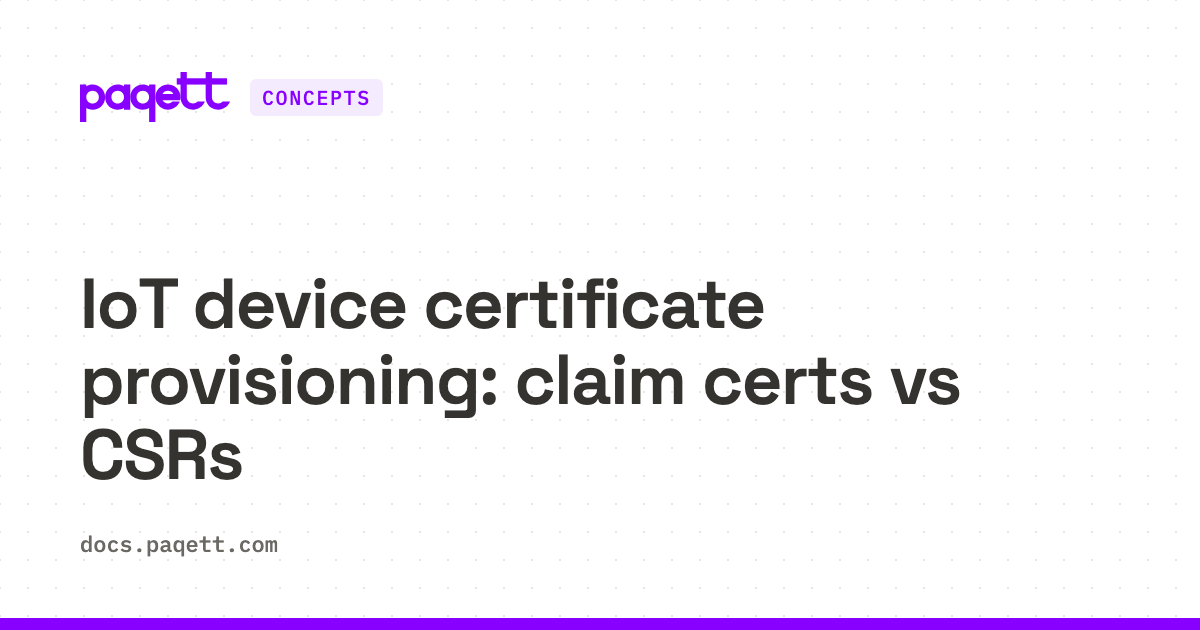 paqett
CONCEPTS
IoT device certificate
provisioning: claim certs vs
CSRs
docs.paqett.com